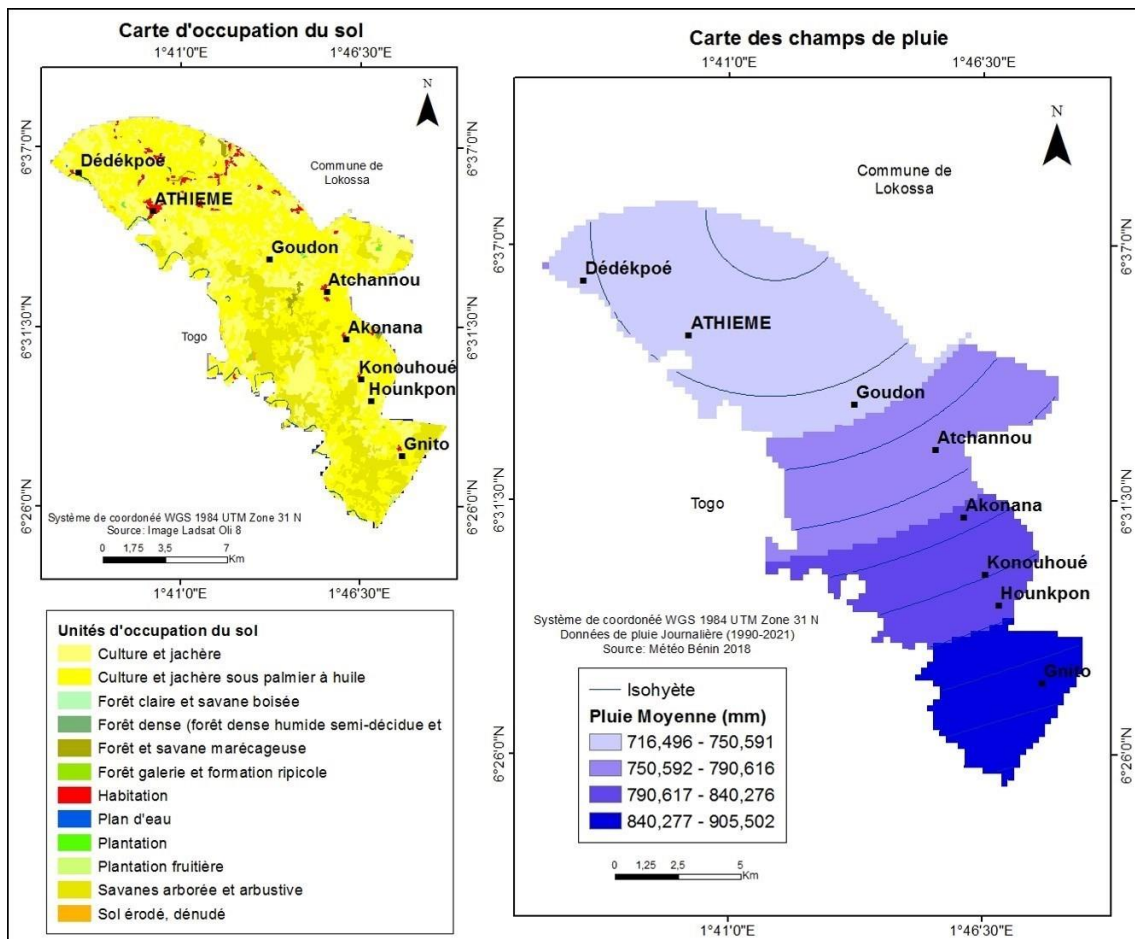 Carte d'occupation du sol
1°41'0"E
1°46'30"E
N
6°37'0"N
6°37'0"N
Dédékpoé
Commune de
Lokossa
ATHIEME
Goudon
Atchannou
6°31'30"N
6°31'30"N
Togo
Akonana
Konouhoué
Hounkpon
Gnito
6°26'0"N
6°26'0"N
Système de coordoneé WGS 1984 UTM Zone 31 N
Source: Image Ladsat Oli 8
0 1,75 3,5 7
Km
1°41'0"E
1°46'30"E
Unités d'occupation du sol
Culture et jachère
Culture et jachère sous palmier à huile
Forêt claire et savane boisée
Forêt dense (forêt dense humide semi-décidue et
Forêt et savane marécageuse
Forêt galerie et formation ripicole
Habitation
Plan d'eau
Plantation
Plantation fruitière
Savanes arborée et arbustive
Sol érodé, dénudé
Carte des champs de pluie
1°41'0"E
1°46'30"E
N
Commune de
Lokossa
6°37'0"N
6°37'0"N
Dédékpoé
ATHIEME
Goudon
Atchannou
6°31'30"N
6°31'30"N
Togo
Akonana
Konouhoué
Hounkpon
Système de coordoneé WGS 1984 UTM Zone 31 N
Données de pluie Journalière (1990-2021)
Source: Météo Bénin 2018
Gnito
Isohyète
Pluie Moyenne (mm)
716,496 - 750,591
750,592 - 790,616
790,617 - 840,276
840,277 - 905,502
6°26'0"N
6°26'0"N
0 1,25 2,5 5
Km
1°41'0"E
1°46'30"E